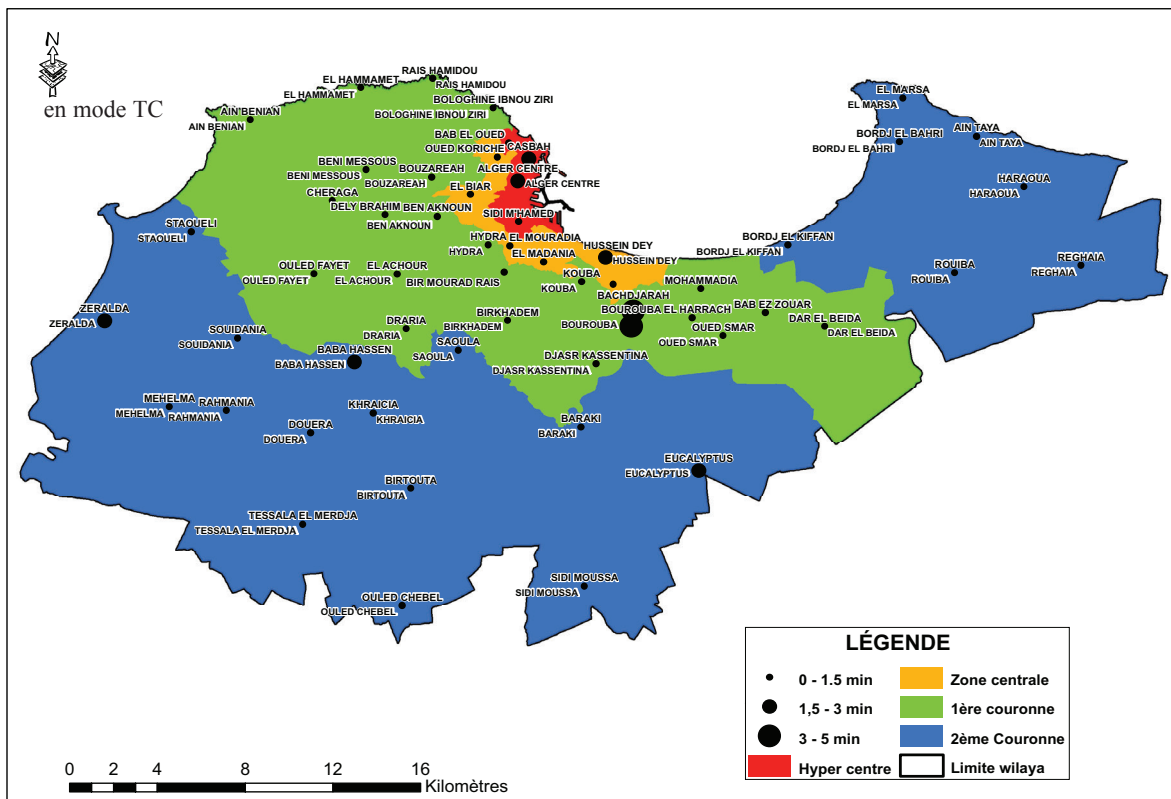 N
en mode TC
RAIS HAMIDOU
RAIS HAMIDOU
EL HAMMAMET
EL HAMMAMET
BOLOGHINE IBNOU ZIRI
BOLOGHINE IBNOU ZIRI
AIN BENIAN
AIN BENIAN
EL MARSA
EL MARSA
BORDJ EL BAHRI
BORDJ EL BAHRI
AIN TAYA
AIN TAYA
BAB EL OUED
OUED KORICHE
CASBAH
ALGER CENTRE
ALGER CENTRE
BENI MESSOUS
BENI MESSOUS
BOUZAREAH
BOUZAREAH
EL BIAR
HARAOUA
HARAOUA
CHERAGA
DELY BRAHIM
BEN AKNOUN
BEN AKNOUN
SIDI M'HAMED
STAOUELI
STAOUELI
HYDRA
HYDRA
EL MOURADIA
EL MADANIA
HUSSEIN DEY
HUSSEIN DEY
BORDJ EL KIFFAN
BORDJ EL KIFFAN
OULED FAYET
OULED FAYET
EL ACHOUR
EL ACHOUR
BIR MOURAD RAIS
KOUBA
KOUBA
BACHDJARAH
MOHAMMADIA
ROUIBA
ROUIBA
REGHAIA
REGHAIA
ZERALDA
ZERALDA
BOUROUBA
EL HARRACH
BOUROUBA
BAB EZ ZOUAR
OUED SMAR
OUED SMAR
DAR EL BEIDA
DAR EL BEIDA
DRARIA
DRARIA
BIRKHADEM
BIRKHADEM
SOUIDANIA
SOUIDANIA
BABA HASSEN
BABA HASSEN
SAOULA
SAOULA
DJASR KASSENTINA
DJASR KASSENTINA
MEHELMA
MEHELMA
RAHMANIA
RAHMANIA
KHRAICIA
KHRAICIA
DOUERA
DOUERA
BARAKI
BARAKI
EUCALYPTUS
EUCALYPTUS
BIRTOUTA
BIRTOUTA
TESSALA EL MERDJA
TESSALA EL MERDJA
SIDI MOUSSA
SIDI MOUSSA
OULED CHEBEL
OULED CHEBEL
LÉGENDE
0 - 1.5 min
Zone centrale
1,5 - 3 min
1ère couronne
3 - 5 min
2ème Couronne
Hyper centre
Limite wilaya
0 2 4 8 12 16
Kilomètres